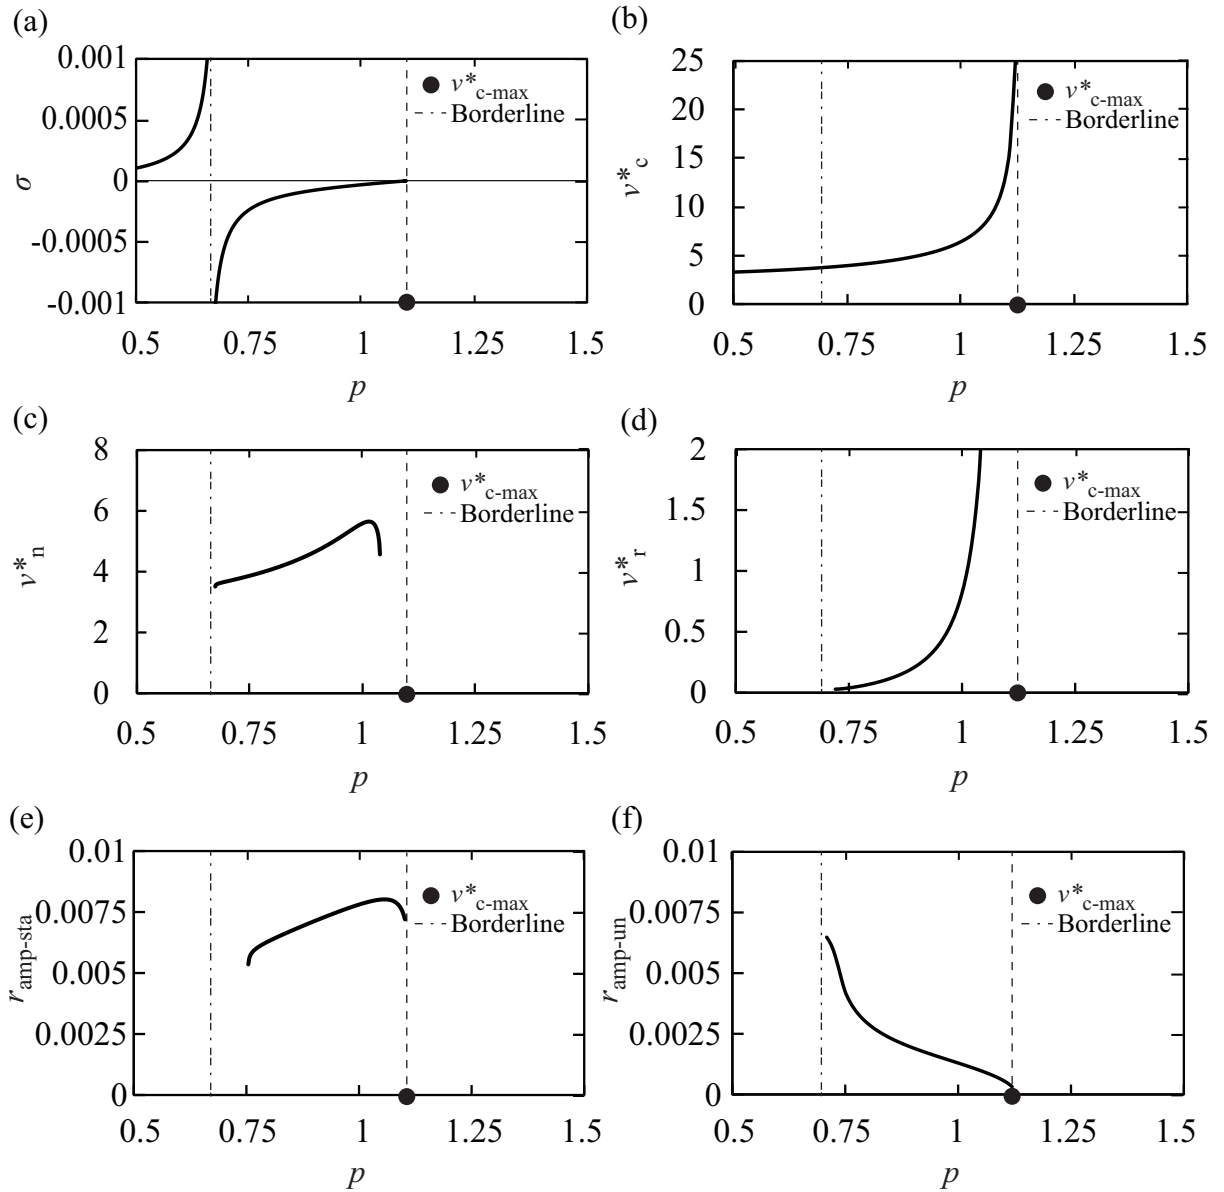 (a)
0.001
0.0005
0
-0.0005
-0.001
σ
0.5 0.75 1 1.25 1.5
p
v*c-max
Borderline
(b)
25
20
15
10
5
0
v*c
0.5 0.75 1 1.25 1.5
p
v*c-max
Borderline
(c)
8
6
4
2
0
v*n
0.5 0.75 1 1.25 1.5
p
v*c-max
Borderline
(d)
2
1.5
1
0.5
0
v*r
0.5 0.75 1 1.25 1.5
p
v*c-max
Borderline
(e)
0.01
0.0075
0.005
0.0025
0
ramp-sta
0.5 0.75 1 1.25 1.5
p
v*c-max
Borderline
(f)
0.01
0.0075
0.005
0.0025
0
ramp-un
0.5 0.75 1 1.25 1.5
p
v*c-max
Borderline